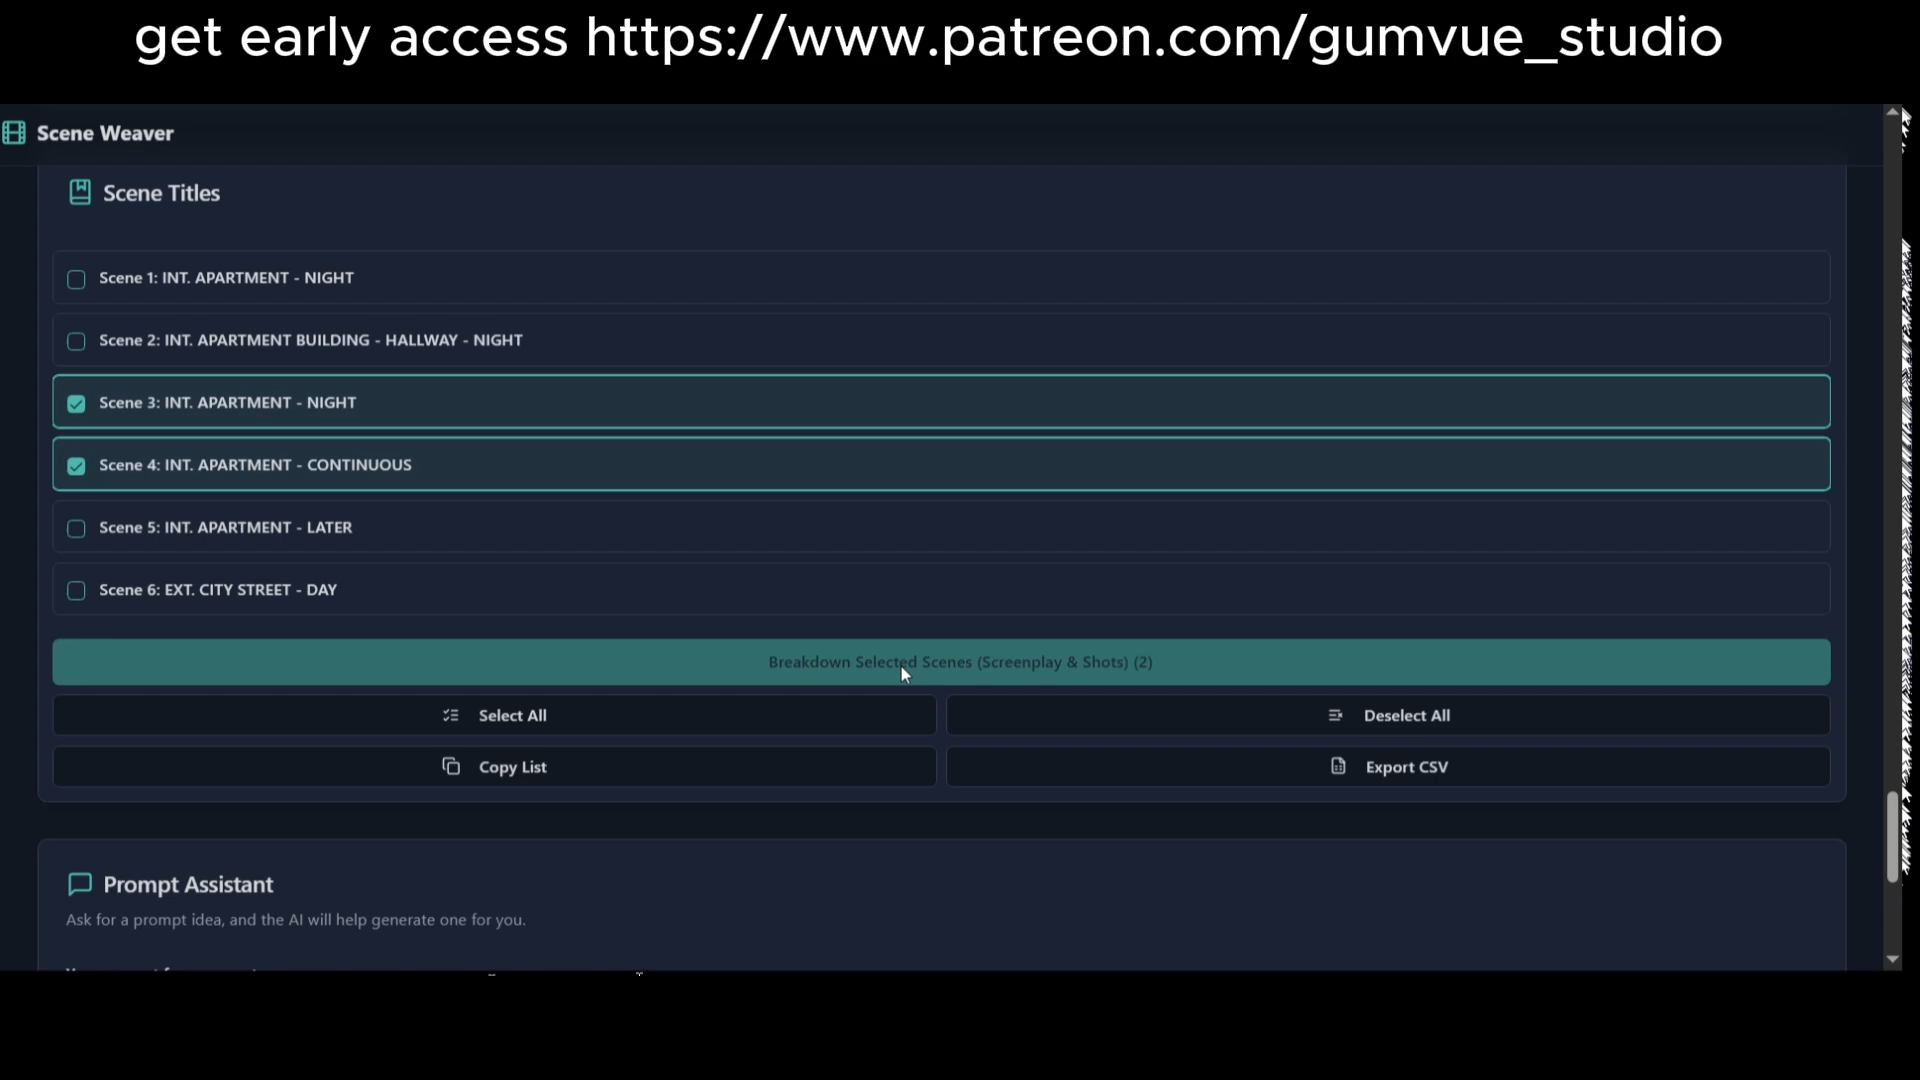 get early access https://www.patreon.com/gumvue_studio
Scene Weaver
Scene Titles
Scene 1: INT. APARTMENT - NIGHT
Scene 2: INT. APARTMENT BUILDING - HALLWAY - NIGHT
Scene 3: INT. APARTMENT - NIGHT
Scene 4: INT. APARTMENT - CONTINUOUS
Scene 5: INT. APARTMENT - LATER
Scene 6: EXT. CITY STREET - DAY
Breakdown Selected Scenes (Screenplay & Shots) (2)
Select All
Deselect All
Copy List
Export CSV
Prompt Assistant
Ask for a prompt idea, and the AI will help generate one for you.